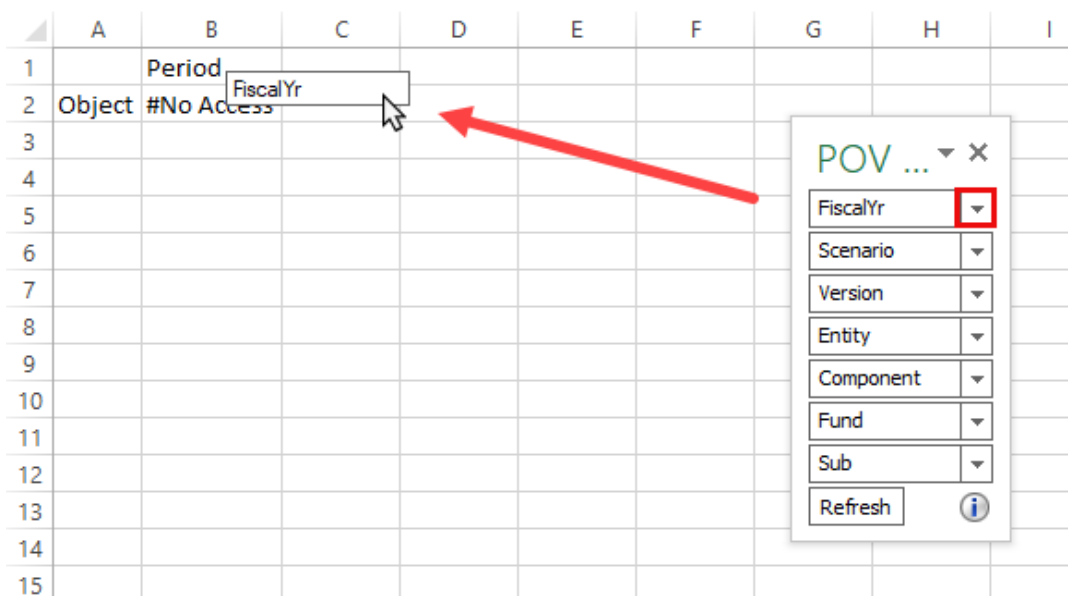 A B C D E F G H I
1 Period
FiscalYr
2 Object #No Access
3
4
5
6
7
8
9
10
11
12
13
14
15
POV ...
FiscalYr
Scenario
Version
Entity
Component
Fund
Sub
Refresh